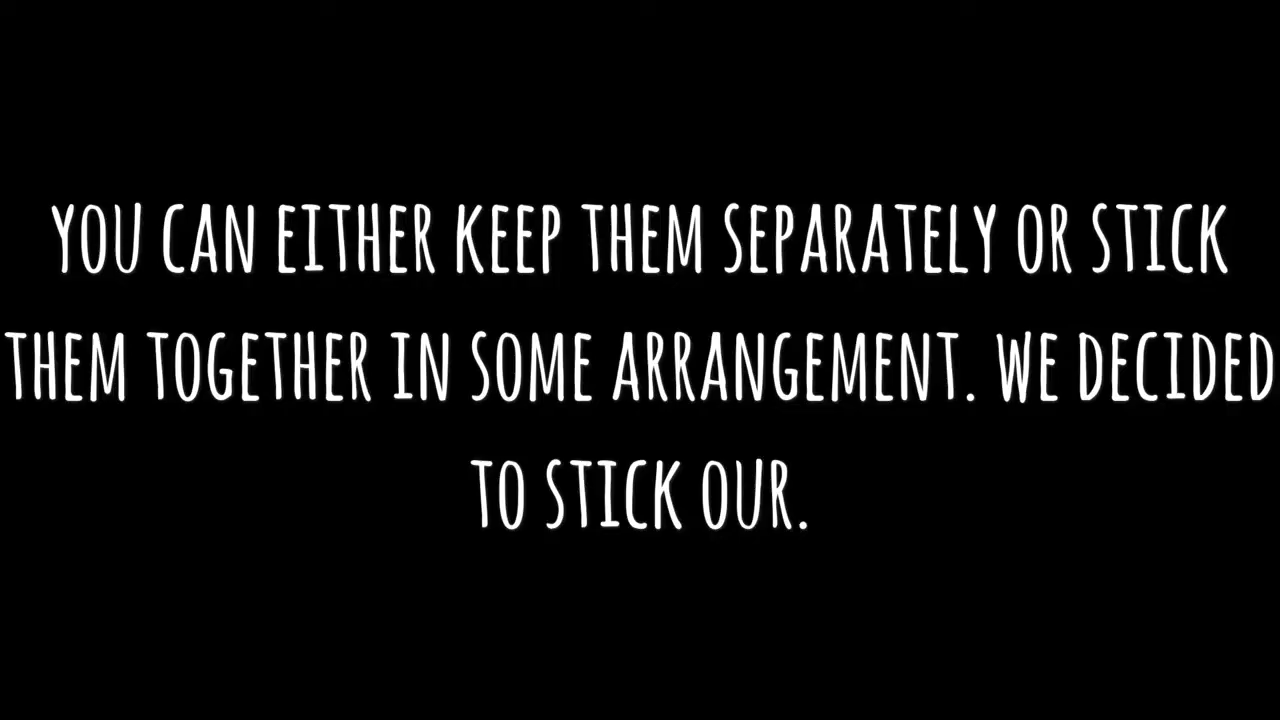 YOU CAN EITHER KEEP THEM SEPARATELY OR STICK
THEM TOGETHER IN SOME ARRANGEMENT. WE DECIDED
TO STICK OUR.